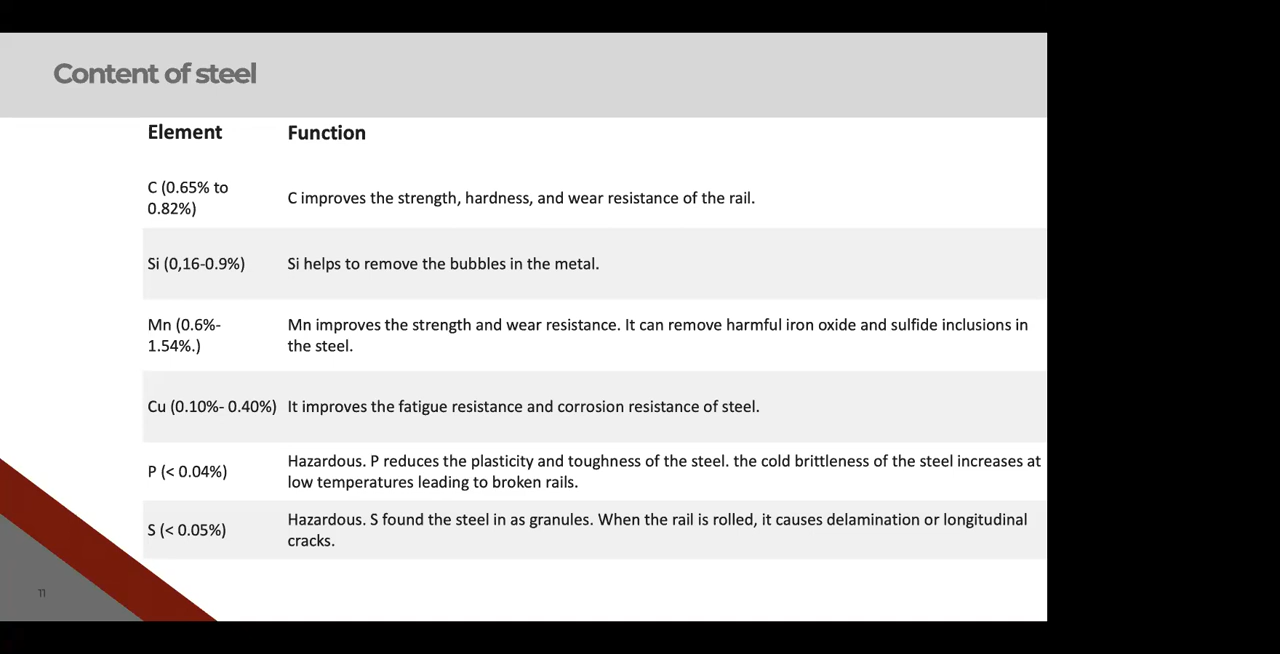 Content of steel
Element Function
C (0.65% to
0.82%)
C improves the strength, hardness, and wear resistance of the rail.
Si (0,16-0.9%) Si helps to remove the bubbles in the metal.
Mn (0.6%-
1.54%.)
Mn improves the strength and wear resistance. It can remove harmful iron oxide and sulfide inclusions in
the steel.
Cu (0.10%- 0.40%) It improves the fatigue resistance and corrosion resistance of steel.
P (< 0.04%)
Hazardous. P reduces the plasticity and toughness of the steel. the cold brittleness of the steel increases at
low temperatures leading to broken rails.
S (< 0.05%)
Hazardous. S found the steel in as granules. When the rail is rolled, it causes delamination or longitudinal
cracks.
11